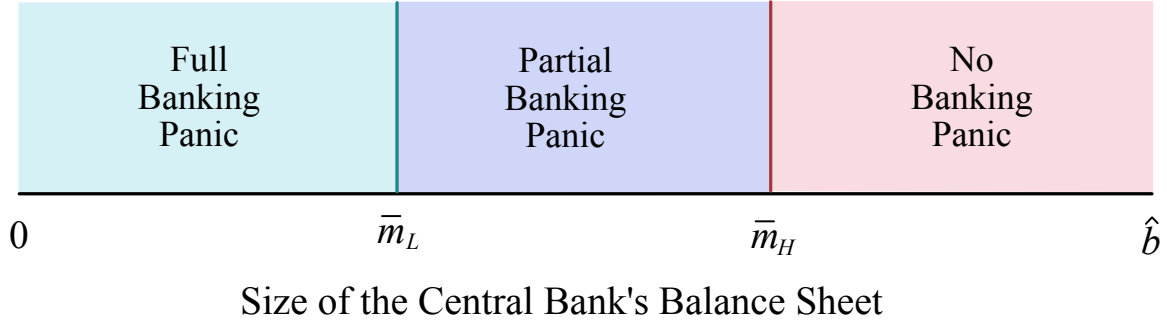 Full
Banking
Panic
Partial
Banking
Panic
No
Banking
Panic
0
m̄_L
m̄_H
b̂
Size of the Central Bank's Balance Sheet